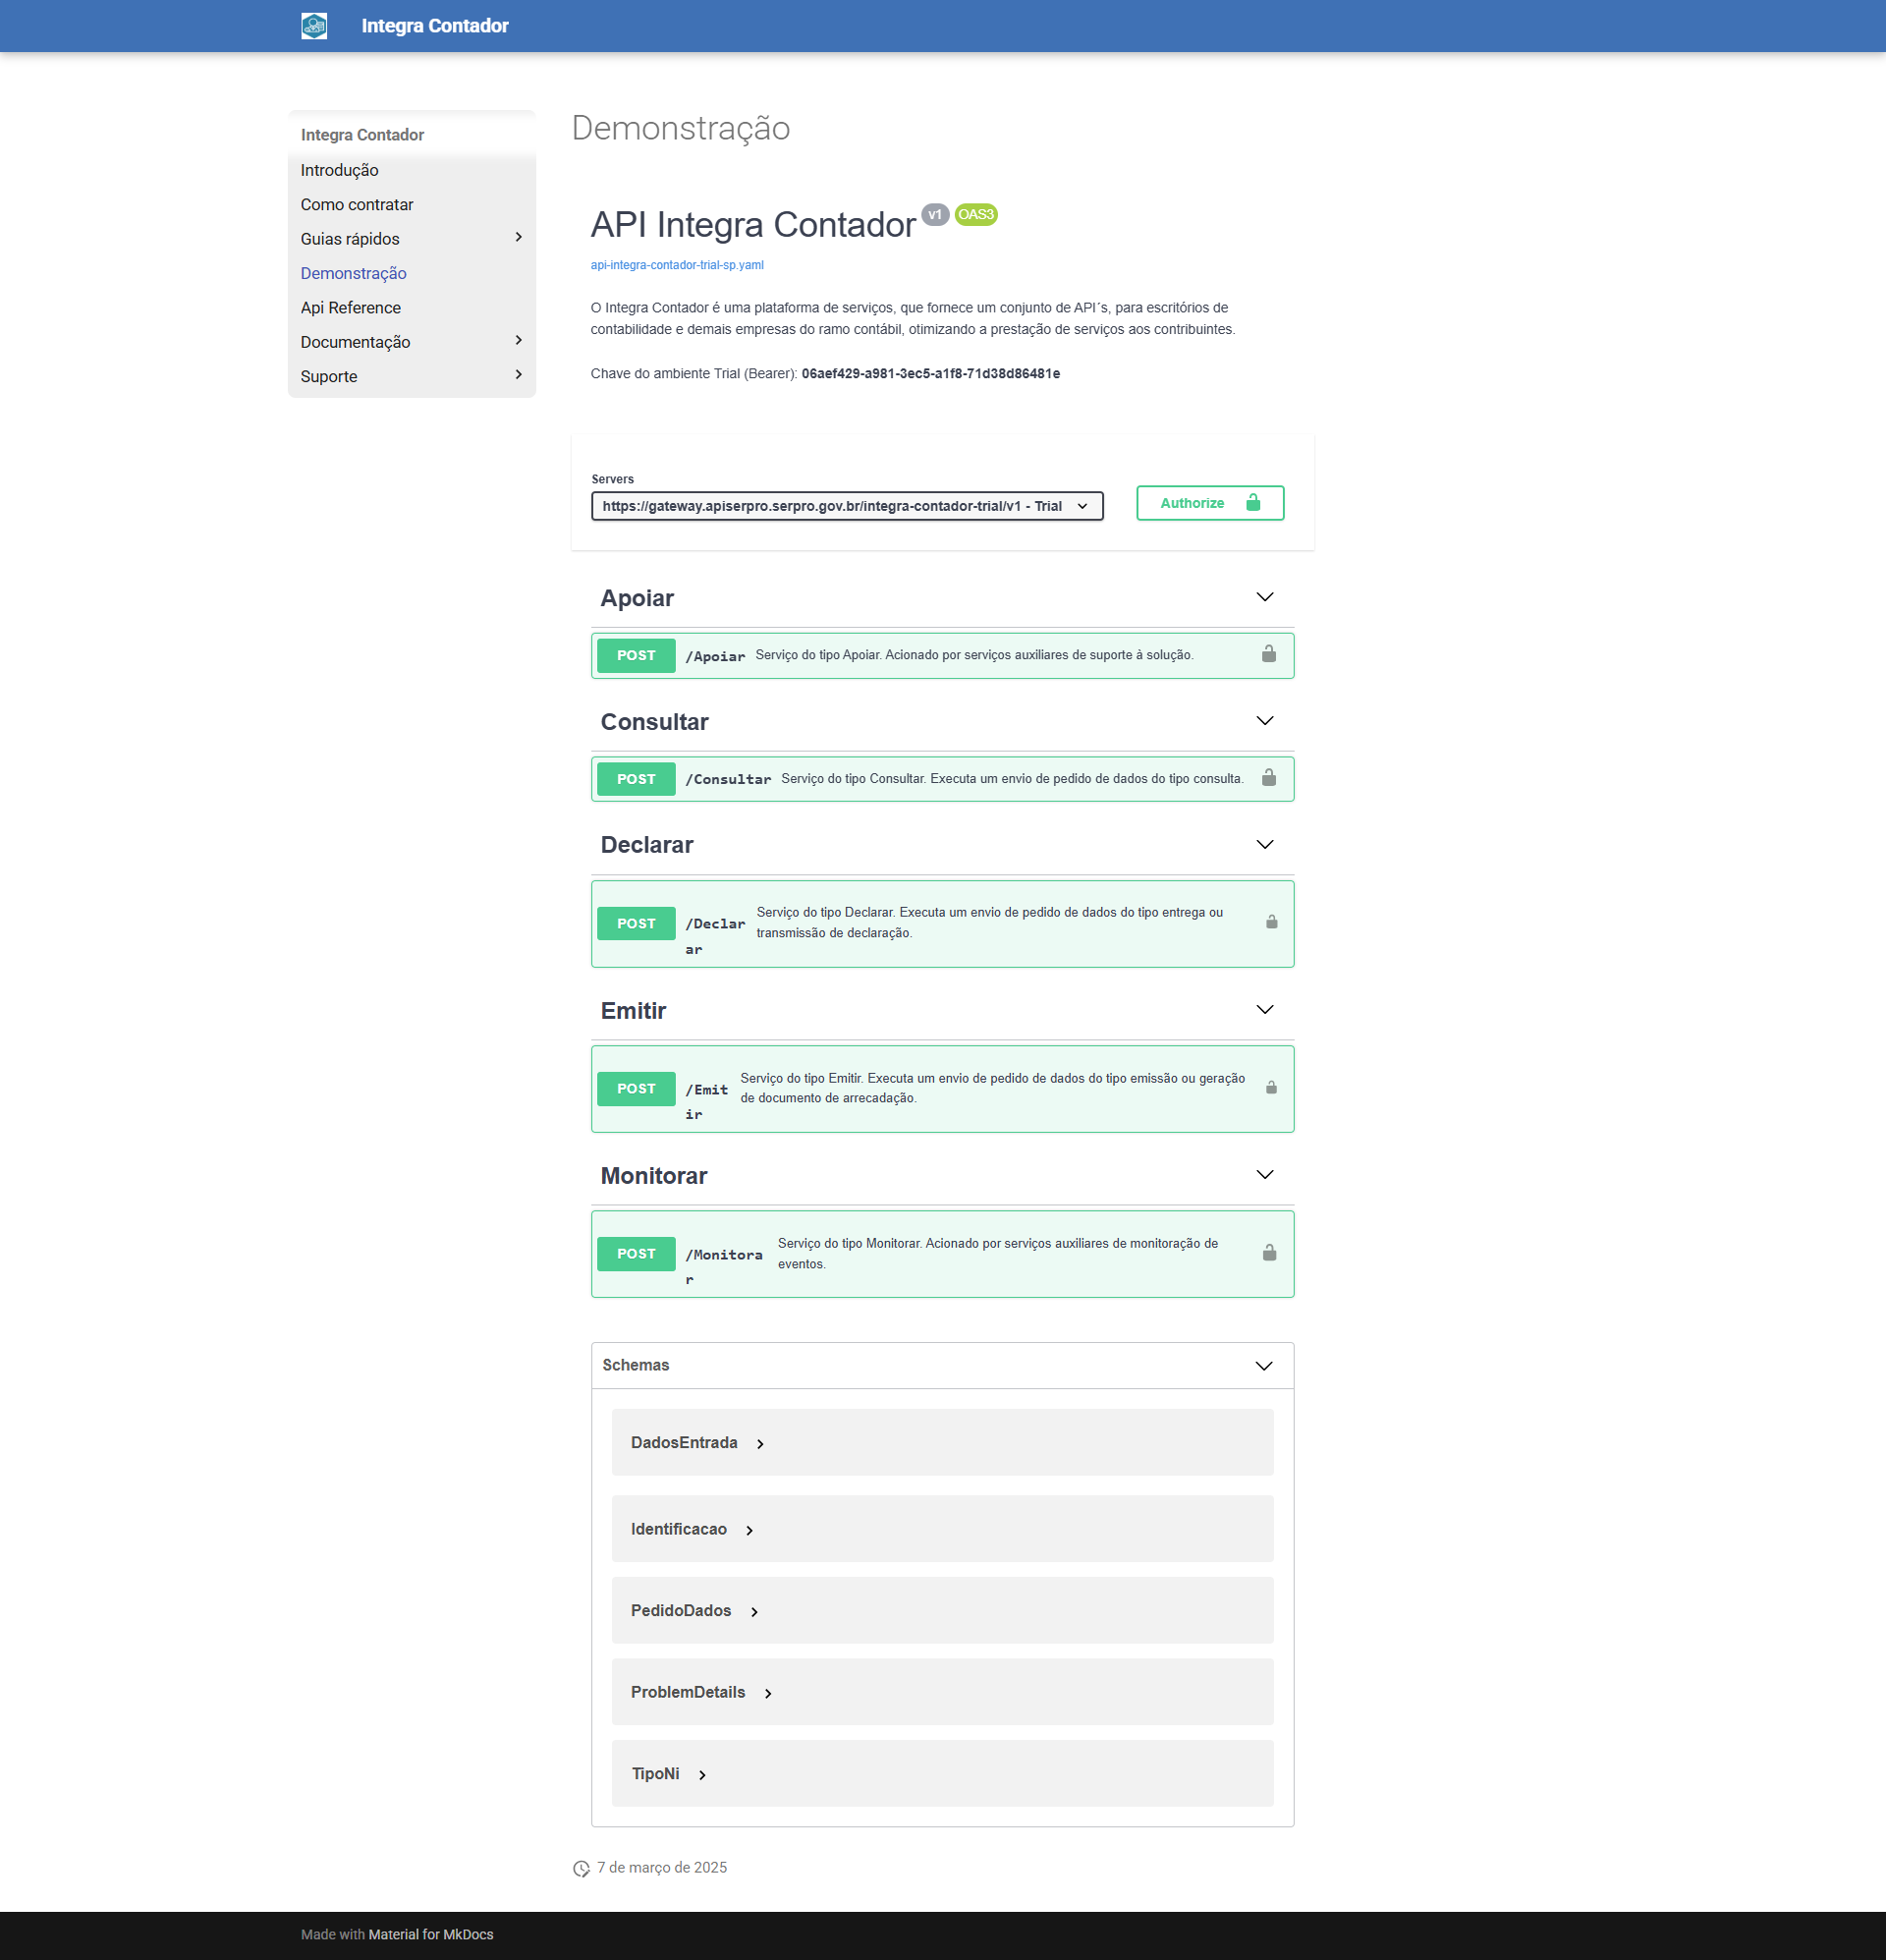 Integra Contador
Integra Contador
Introdução
Como contratar
Guias rápidos
Demonstração
Api Reference
Documentação
Suporte
Demonstração
API Integra Contador v1 OAS3
api-integra-contador-trial-sp.yaml
O Integra Contador é uma plataforma de serviços, que fornece um conjunto de API´s, para escritórios de
contabilidade e demais empresas do ramo contábil, otimizando a prestação de serviços aos contribuintes.
Chave do ambiente Trial (Bearer): 06aef429-a981-3ec5-a1f8-71d38d86481e
Servers
https://gateway.apiserpro.serpro.gov.br/integra-contador-trial/v1 - Trial
Authorize
Apoiar
POST /Apoiar Serviço do tipo Apoiar. Acionado por serviços auxiliares de suporte à solução.
Consultar
POST /Consultar Serviço do tipo Consultar. Executa um envio de pedido de dados do tipo consulta.
Declarar
POST /Declar
ar
Serviço do tipo Declarar. Executa um envio de pedido de dados do tipo entrega ou
transmissão de declaração.
Emitir
POST /Emit
ir
Serviço do tipo Emitir. Executa um envio de pedido de dados do tipo emissão ou geração
de documento de arrecadação.
Monitorar
POST /Monitora
r
Serviço do tipo Monitorar. Acionado por serviços auxiliares de monitoração de
eventos.
Schemas
DadosEntrada
Identificacao
PedidoDados
ProblemDetails
TipoNi
7 de março de 2025
Made with Material for MkDocs